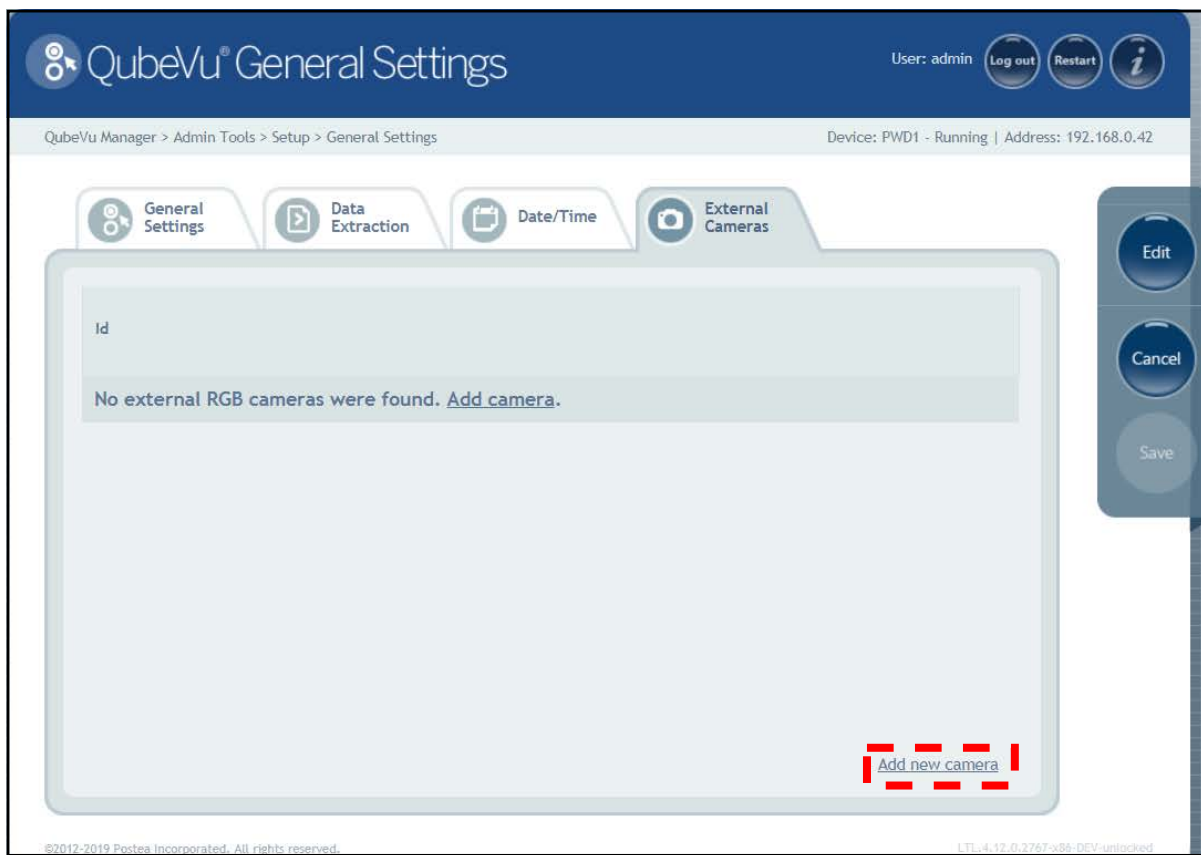 QubeVu® General Settings
User: admin
Log out
Restart
i
QubeVu Manager > Admin Tools > Setup > General Settings
Device: PWD1 - Running | Address: 192.168.0.42
General
Settings
Data
Extraction
Date/Time
External
Cameras
Edit
Id
Cancel
No external RGB cameras were found. Add camera.
Save
Add new camera
©2012-2019 Postea Incorporated. All rights reserved.
LTL.4.12.0.2767-x86-DEV-unlocked